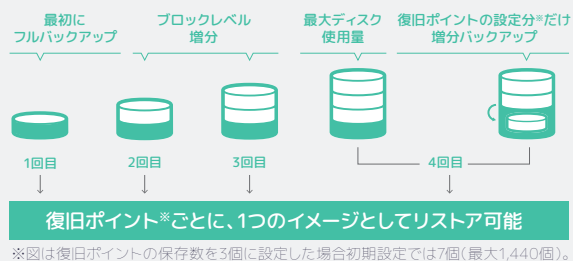 最初に
フルバックアップ
ブロックレベル
増分
最大ディスク
使用量
復旧ポイントの設定分※だけ
増分バックアップ
1回目
2回目
3回目
4回目
復旧ポイント※ごとに、1つのイメージとしてリストア可能
※図は復旧ポイントの保存数を3個に設定した場合初期設定では7個(最大1,440個)。